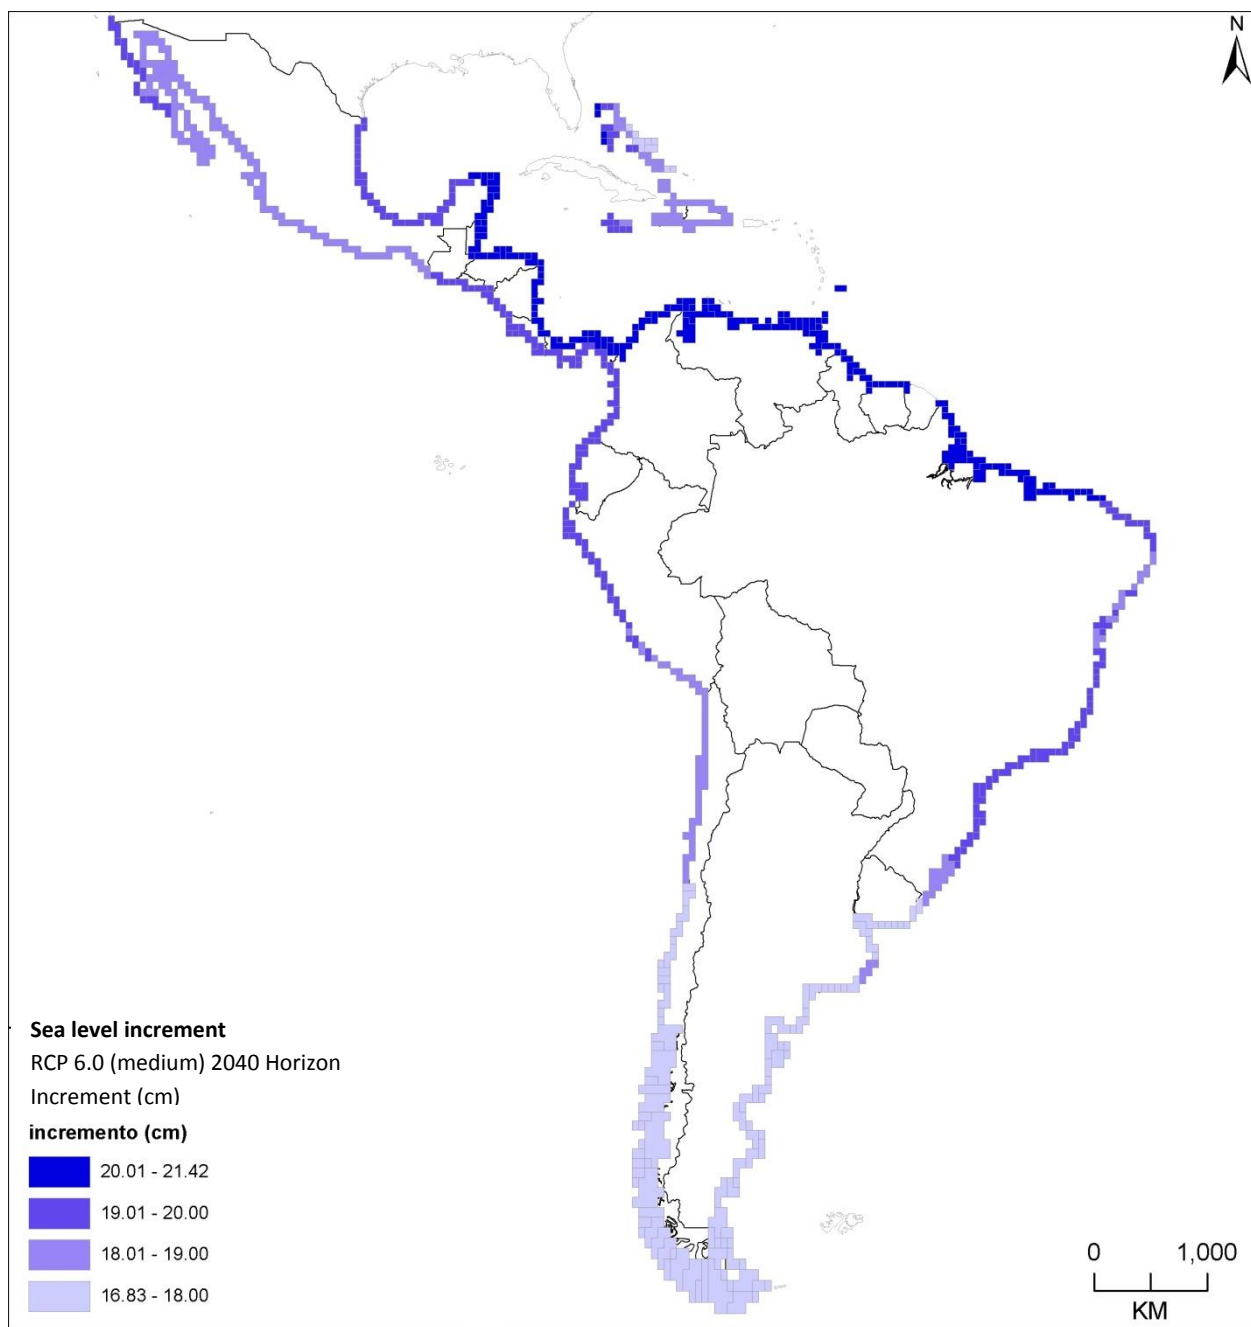 N
Sea level increment
RCP 6.0 (medium) 2040 Horizon
Increment (cm)
incremento (cm)
20.01 - 21.42
19.01 - 20.00
18.01 - 19.00
16.83 - 18.00
0 1,000
KM